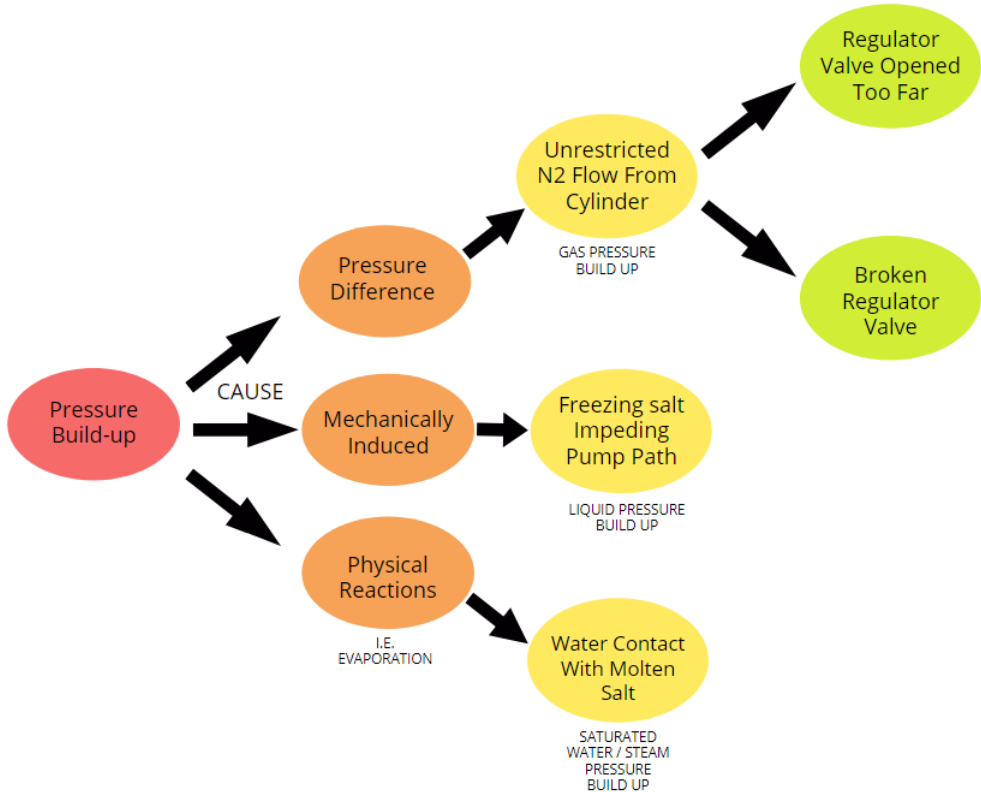 Regulator
Valve Opened
Too Far
Unrestricted
N2 Flow From
Cylinder
GAS PRESSURE
BUILD UP
Pressure
Difference
Broken
Regulator
Valve
CAUSE
Pressure
Build-up
Mechanically
Induced
Freezing salt
Impeding
Pump Path
LIQUID PRESSURE
BUILD UP
Physical
Reactions
I.E.
EVAPORATION
Water Contact
With Molten
Salt
SATURATED
WATER / STEAM
PRESSURE
BUILD UP